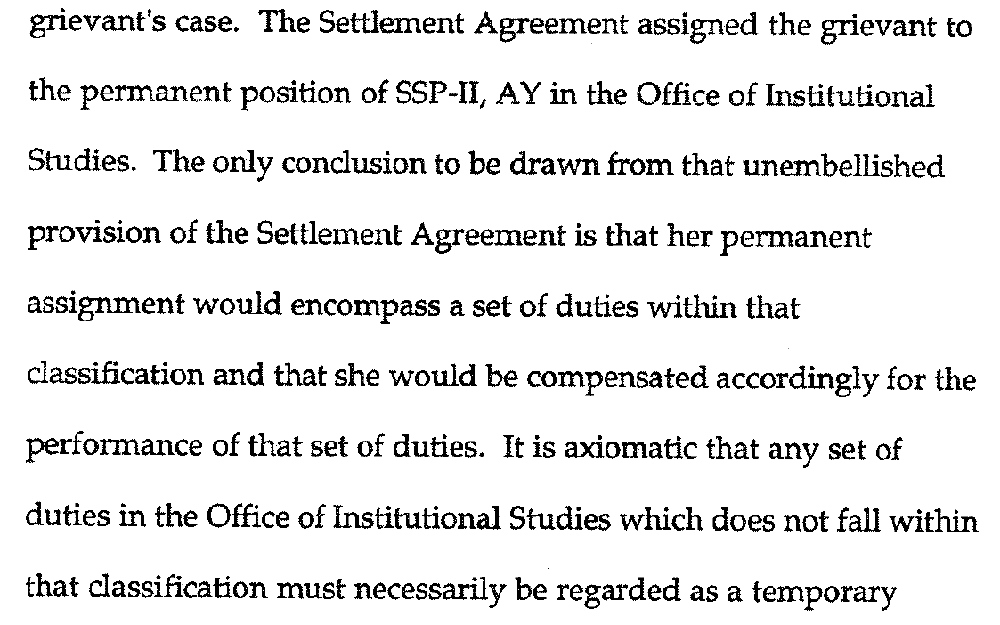 grievant's case.  The Settlement Agreement assigned the grievant to
the permanent position of SSP-II, AY in the Office of Institutional
Studies.  The only conclusion to be drawn from that unembellished
provision of the Settlement Agreement is that her permanent
assignment would encompass a set of duties within that
classification and that she would be compensated accordingly for the
performance of that set of duties.  It is axiomatic that any set of
duties in the Office of Institutional Studies which does not fall within
that classification must necessarily be regarded as a temporary